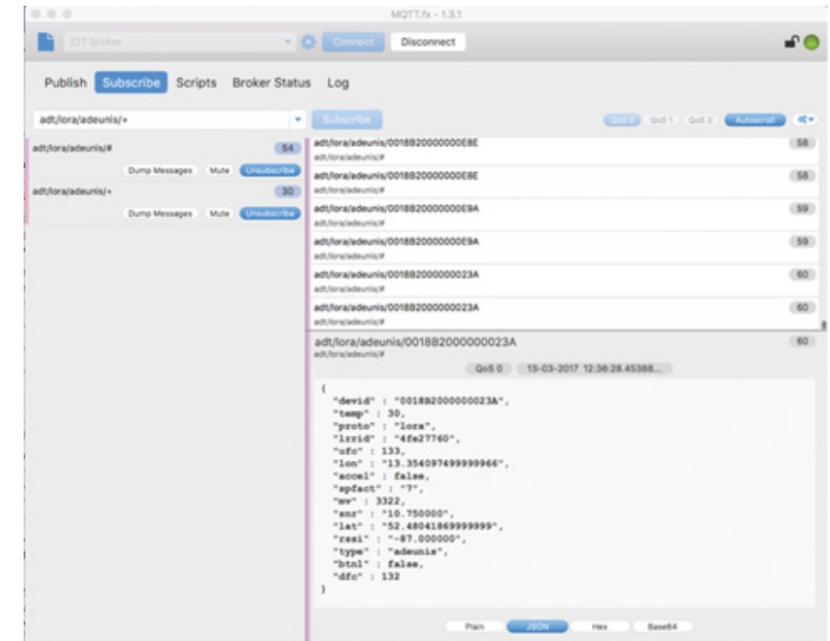 MQTT.fx - 1.3.1
IOT broker
Connect
Disconnect
Publish Subscribe Scripts Broker Status Log
adt/lora/adeunis/+
Subscribe
QoS 0 QoS 1 QoS 2 Autoscroll
adt/lora/adeunis/# 54
Dump Messages Mute Unsubscribe
adt/lora/adeunis/+ 30
Dump Messages Mute Unsubscribe
adt/lora/adeunis/0018B20000000E8E 58
adt/lora/adeunis/#
adt/lora/adeunis/0018B20000000E8E 58
adt/lora/adeunis/#
adt/lora/adeunis/0018B20000000E9A 59
adt/lora/adeunis/#
adt/lora/adeunis/0018B20000000E9A 59
adt/lora/adeunis/#
adt/lora/adeunis/0018B2000000023A 60
adt/lora/adeunis/#
adt/lora/adeunis/0018B2000000023A 60
adt/lora/adeunis/#
adt/lora/adeunis/0018B2000000023A 60
adt/lora/adeunis/#
QoS 0 13-03-2017 12:36:28.45388...
{
"devid" : "0018B2000000023A",
"temp" : 30,
"proto" : "lora",
"lrrid" : "4fe27760",
"ufc" : 133,
"lon" : "13.354097499999966",
"accel" : false,
"spfact" : "7",
"mv" : 3322,
"snr" : "10.750000",
"lat" : "52.48041869999999",
"rssi" : "-87.000000",
"type" : "adeunis",
"btn1" : false,
"dfc" : 132
}
Plain JSON Hex Base64